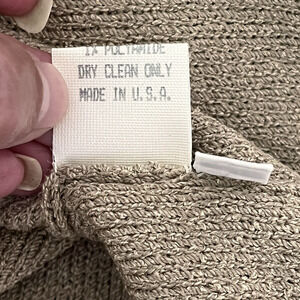 1% POLYAMIDE
DRY CLEAN ONLY
MADE IN U.S.A.